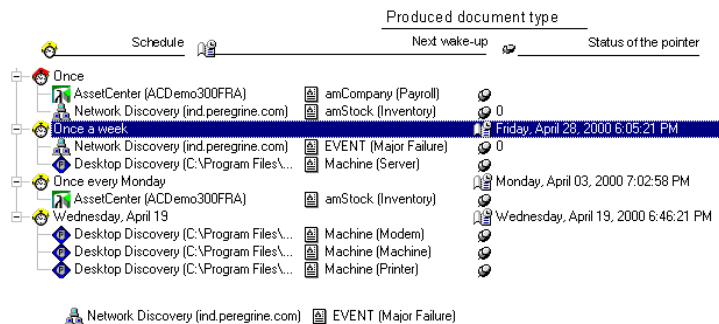 Produced document type
Schedule Next wake-up Status of the pointer
Once
AssetCenter (ACDemo300FRA) amCompany (Payroll)
Network Discovery (ind.peregrine.com) amStock (Inventory) 0
Once a week Friday, April 28, 2000 6:05:21 PM
Network Discovery (ind.peregrine.com) EVENT (Major Failure) 0
Desktop Discovery (C:\Program Files\... Machine (Server)
Once every Monday Monday, April 03, 2000 7:02:58 PM
AssetCenter (ACDemo300FRA) amStock (Inventory)
Wednesday, April 19 Wednesday, April 19, 2000 6:46:21 PM
Desktop Discovery (C:\Program Files\... Machine (Modem)
Desktop Discovery (C:\Program Files\... Machine (Machine)
Desktop Discovery (C:\Program Files\... Machine (Printer)
Network Discovery (ind.peregrine.com) EVENT (Major Failure)